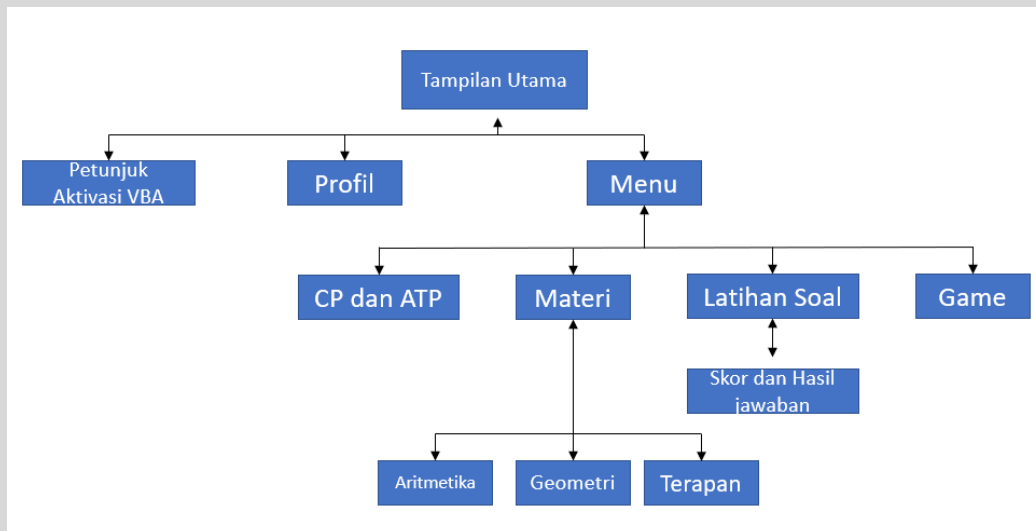 Tampilan Utama
Petunjuk
Aktivasi VBA
Profil
Menu
CP dan ATP
Materi
Latihan Soal
Game
Skor dan Hasil
jawaban
Aritmetika
Geometri
Terapan